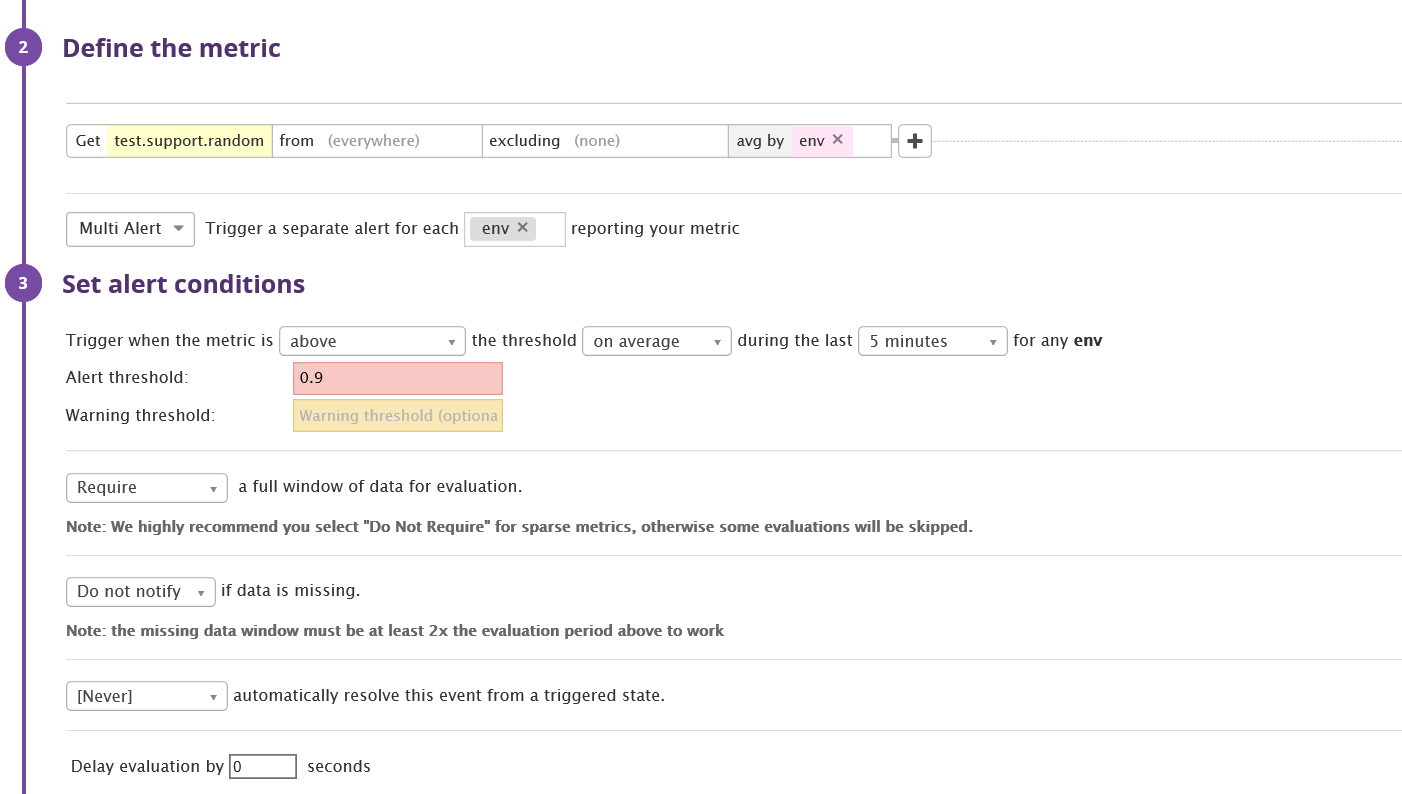 2 Define the metric
Get test.support.random from (everywhere) excluding (none) avg by env ✕ +
Multi Alert Trigger a separate alert for each env ✕ reporting your metric
3 Set alert conditions
Trigger when the metric is above the threshold on average during the last 5 minutes for any env
Alert threshold: 0.9
Warning threshold: Warning threshold (optiona
Require a full window of data for evaluation.
Note: We highly recommend you select "Do Not Require" for sparse metrics, otherwise some evaluations will be skipped.
Do not notify if data is missing.
Note: the missing data window must be at least 2x the evaluation period above to work
[Never] automatically resolve this event from a triggered state.
Delay evaluation by 0 seconds